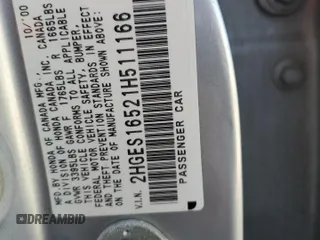 MFG. BY HONDA OF CANADA MFG., 10/00
A DIVISION OF HONDA CANADA INC. CANADA
GVWR 3395LBS GAWR F 1765LBS R 1665LBS
THIS VEHICLE CONFORMS TO ALL APPLICABLE
FEDERAL MOTOR VEHICLE SAFETY, BUMPER,
AND THEFT PREVENTION STANDARDS IN EFFECT
ON THE DATE OF MANUFACTURE SHOWN ABOVE.
V.I.N. 2HGES16521H511166
PASSENGER CAR
DREAMBID